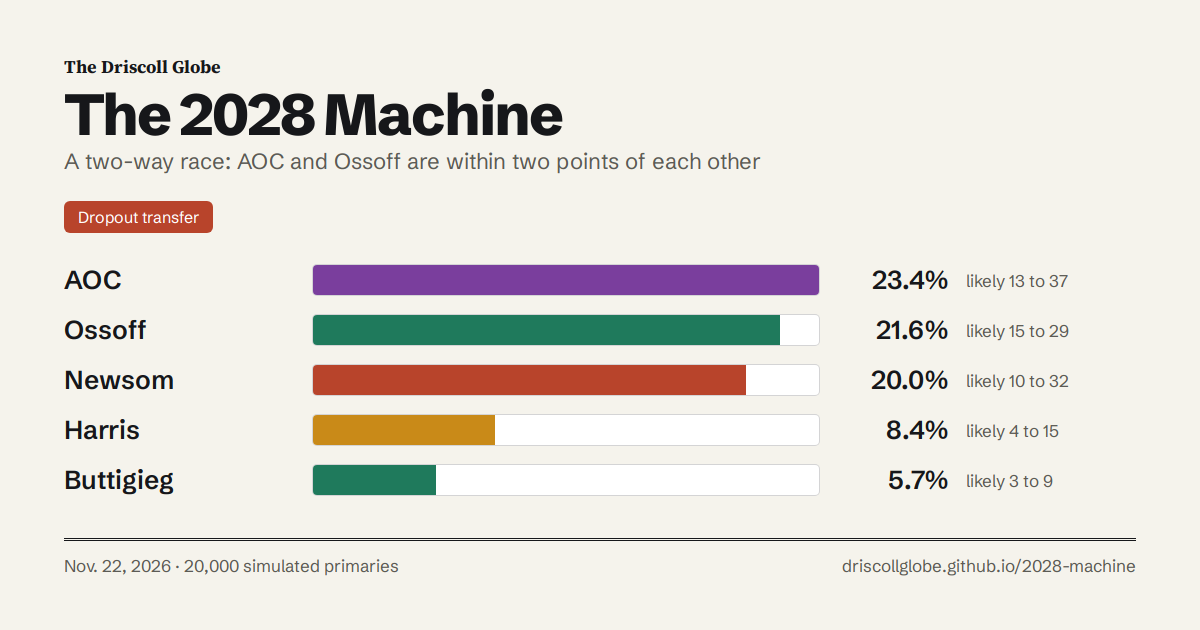 The Driscoll Globe
The 2028 Machine
A two-way race: AOC and Ossoff are within two points of each other
Dropout transfer
AOC 23.4% likely 13 to 37
Ossoff 21.6% likely 15 to 29
Newsom 20.0% likely 10 to 32
Harris 8.4% likely 4 to 15
Buttigieg 5.7% likely 3 to 9
Nov. 22, 2026 · 20,000 simulated primaries driscollglobe.github.io/2028-machine